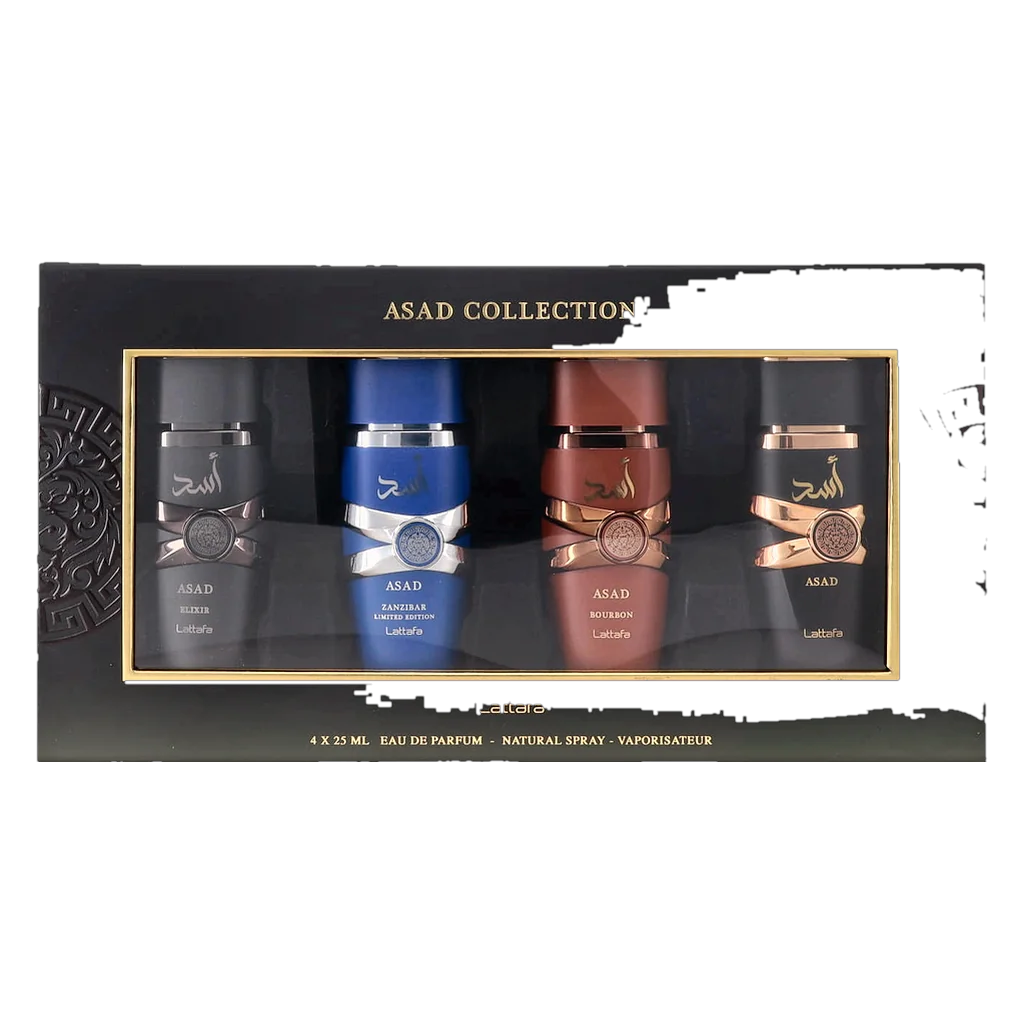 ASAD COLLECTION
أسد
ASAD
ELIXIR
Lattafa
أسد
ASAD
ZANZIBAR
LIMITED EDITION
Lattafa
أسد
ASAD
BOURBON
Lattafa
أسد
ASAD
Lattafa
Lattafa
4 X 25 ML EAU DE PARFUM - NATURAL SPRAY - VAPORISATEUR